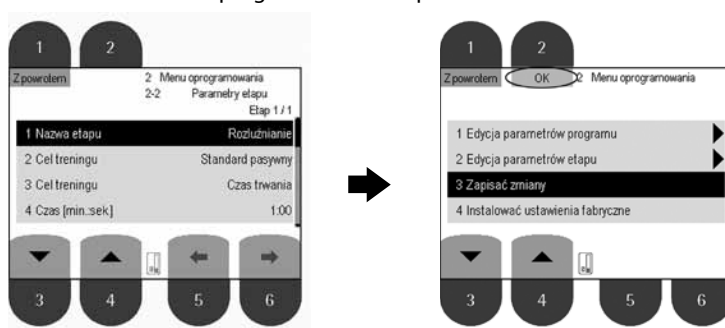 1 2
Z powrotem 2 Menu oprogramowania
2-2 Parametry etapu
Etap 1 / 1
1 Nazwa etapu Rozluźnianie
2 Cel treningu Standard pasywny
3 Cel treningu Czas trwania
4 Czas [min.:sek.] 1:00
3 4 5 6
1 2
Z powrotem OK 2 Menu oprogramowania
1 Edycja parametrów programu
2 Edycja parametrów etapu
3 Zapisać zmiany
4 Instalować ustawienia fabryczne
3 4 5 6